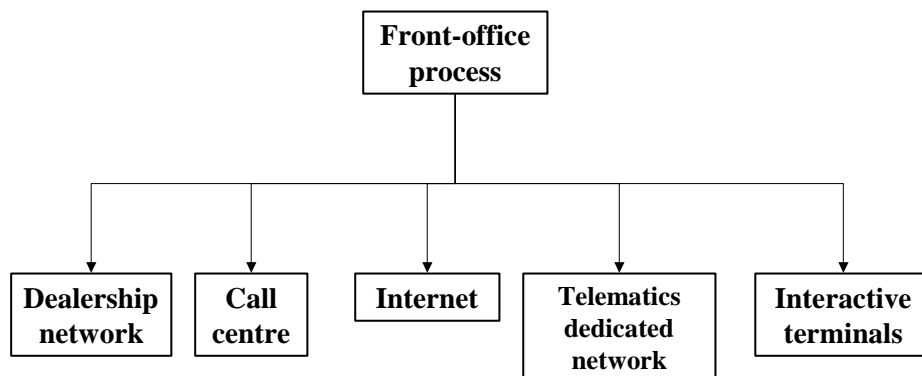 Front-office
process
Dealership
network
Call
centre
Internet
Telematics
dedicated
network
Interactive
terminals